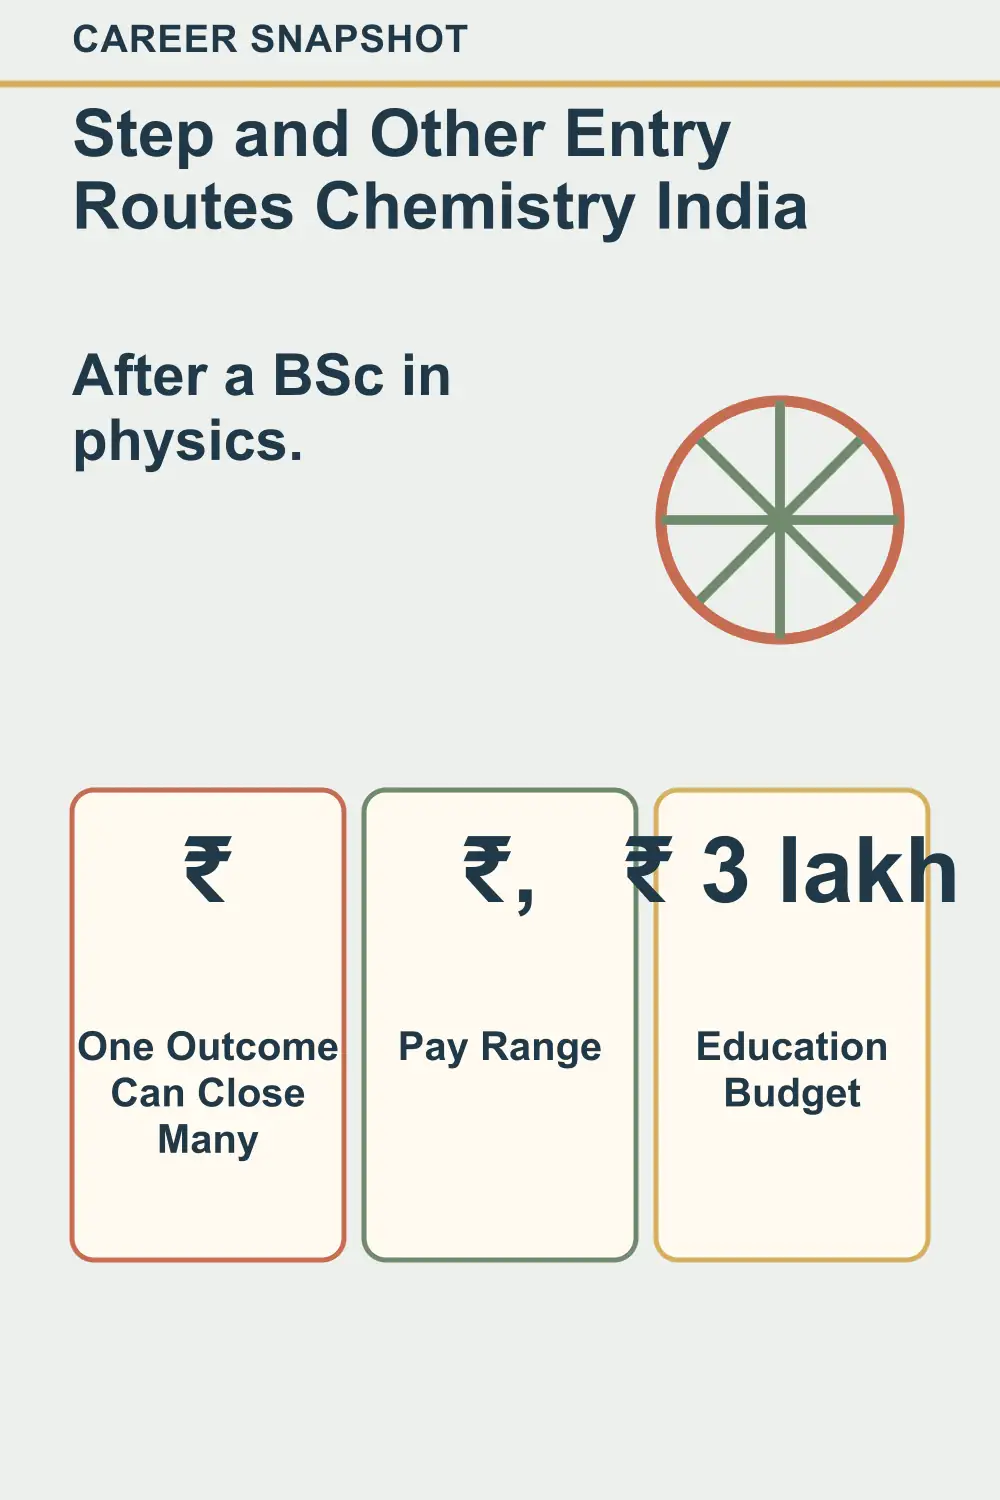 CAREER SNAPSHOT
Step and Other Entry
Routes Chemistry India
After a BSc in
physics.
₹
₹,
₹ 3 lakh
One Outcome
Can Close
Many
Pay Range
Education
Budget